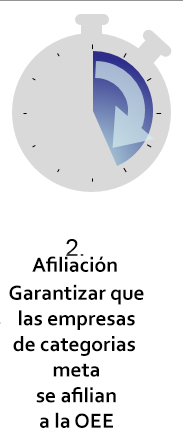 2.
Afiliación
Garantizar que
las empresas
de categorias
meta
se afilian
a la OEE